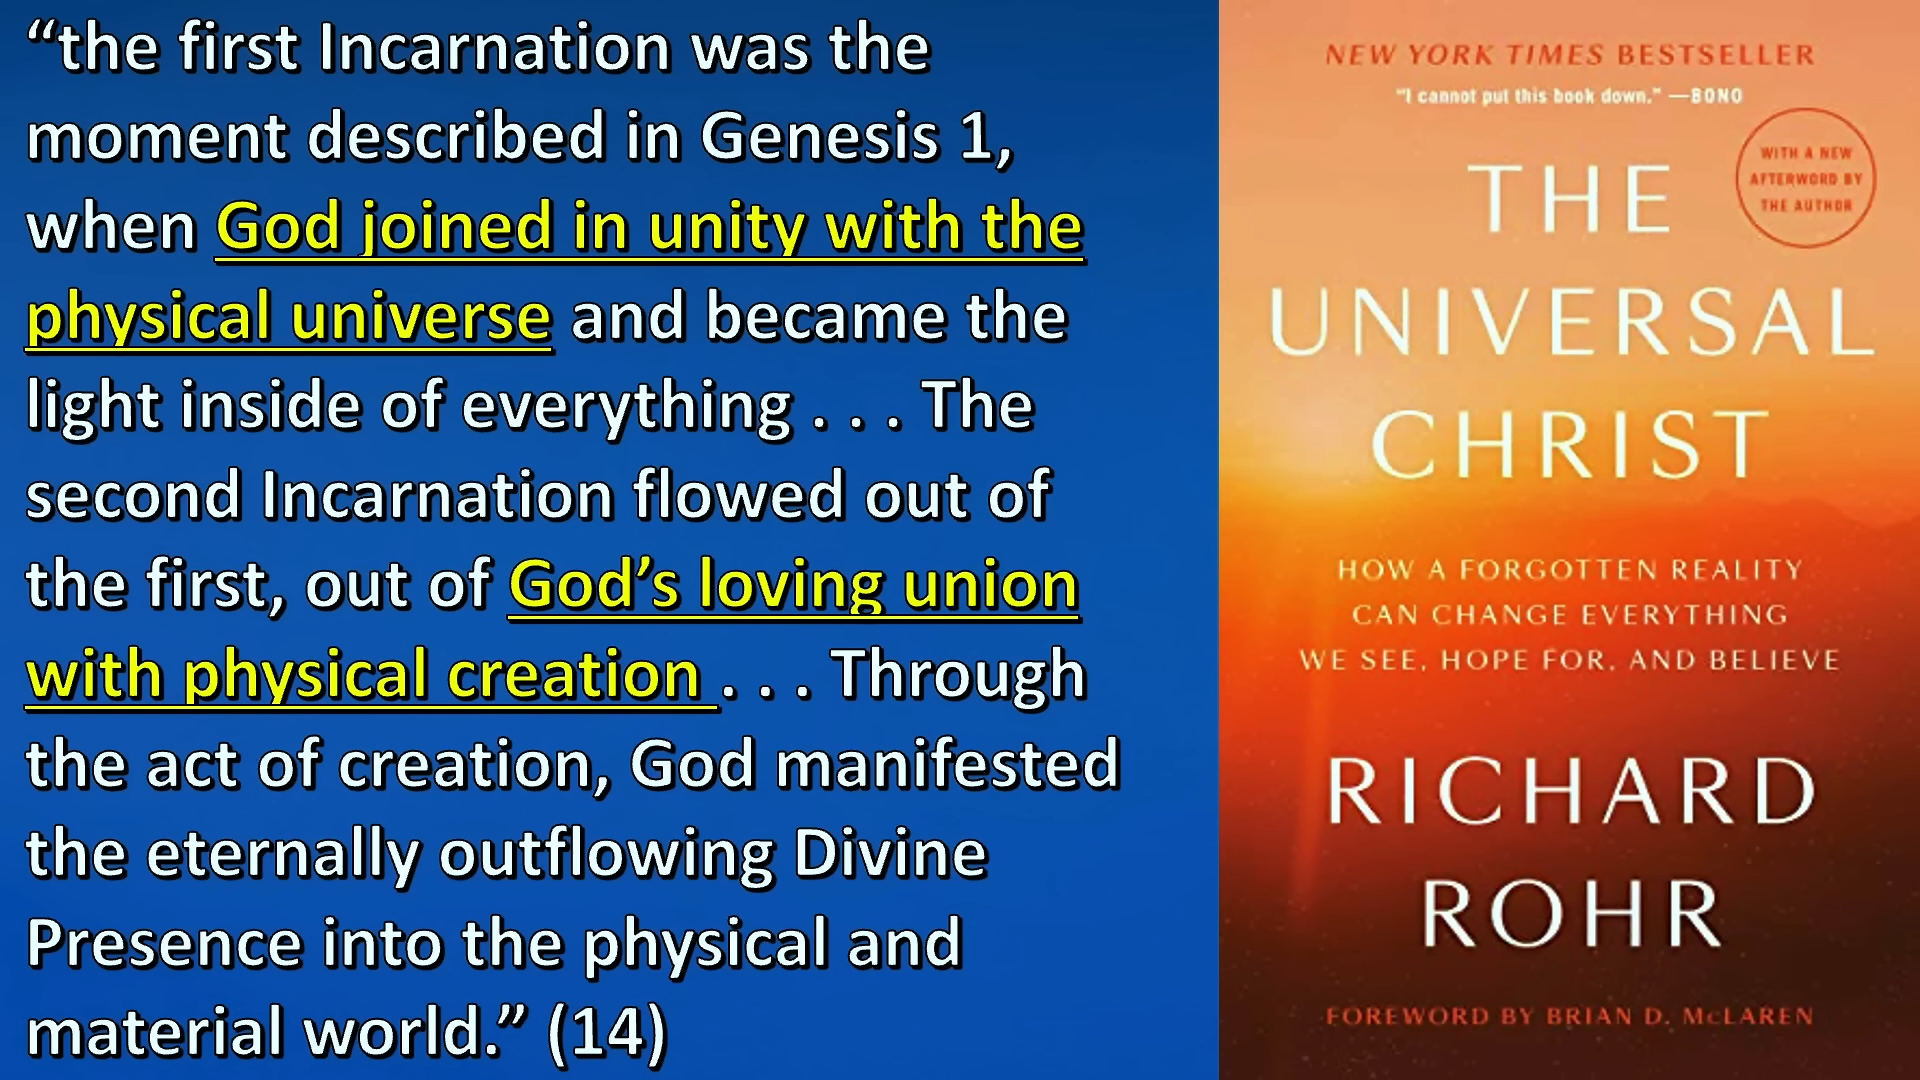 “the first Incarnation was the
moment described in Genesis 1,
when God joined in unity with the
physical universe and became the
light inside of everything . . . The
second Incarnation flowed out of
the first, out of God’s loving union
with physical creation . . . Through
the act of creation, God manifested
the eternally outflowing Divine
Presence into the physical and
material world.” (14)
NEW YORK TIMES BESTSELLER
"I cannot put this book down." —BONO
WITH A NEW
AFTERWORD BY
THE AUTHOR
THE
UNIVERSAL
CHRIST
HOW A FORGOTTEN REALITY
CAN CHANGE EVERYTHING
WE SEE, HOPE FOR, AND BELIEVE
RICHARD
ROHR
FOREWORD BY BRIAN D. McLAREN